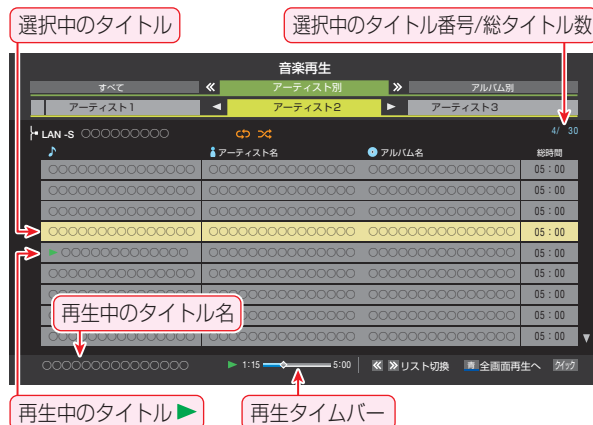 選択中のタイトル
選択中のタイトル番号/総タイトル数
音楽再生
すべて
アーティスト別
アルバム別
アーティスト1
アーティスト2
アーティスト3
LAN -S ○○○○○○○○○
4/ 30
アーティスト名
アルバム名
総時間
○○○○○○○○○○○○○○○ ○○○○○○○○○○○○○○○ ○○○○○○○○○○○○○○○ 05:00
○○○○○○○○○○○○○○○ ○○○○○○○○○○○○○○○ ○○○○○○○○○○○○○○○ 05:00
○○○○○○○○○○○○○○○ ○○○○○○○○○○○○○○○ ○○○○○○○○○○○○○○○ 05:00
○○○○○○○○○○○○○○○ ○○○○○○○○○○○○○○○ ○○○○○○○○○○○○○○○ 05:00
▶ ○○○○○○○○○○○○○ ○○○○○○○○○○○○○○○ ○○○○○○○○○○○○○○○ 05:00
○○○○○○○○○○○○○○○ ○○○○○○○○○○○○○○○ ○○○○○○○○○○○○○○○ 05:00
○○○○○○○○○○○○○○○ ○○○○○○○○○○○○○○○ ○○○○○○○○○○○○○○○ 05:00
再生中のタイトル名
○○○○○○○○○○○○○○○ ○○○○○○○○○○○○○○○ 05:00
○○○○○○○○○○○○○○○ ○○○○○○○○○○○○○○○ ○○○○○○○○○○○○○○○ 05:00
○○○○○○○○○○○○○○○ ▶ 1:15 5:00 ≪ ≫ リスト切換 青 全画面再生へ クイック
再生中のタイトル ▶
再生タイムバー